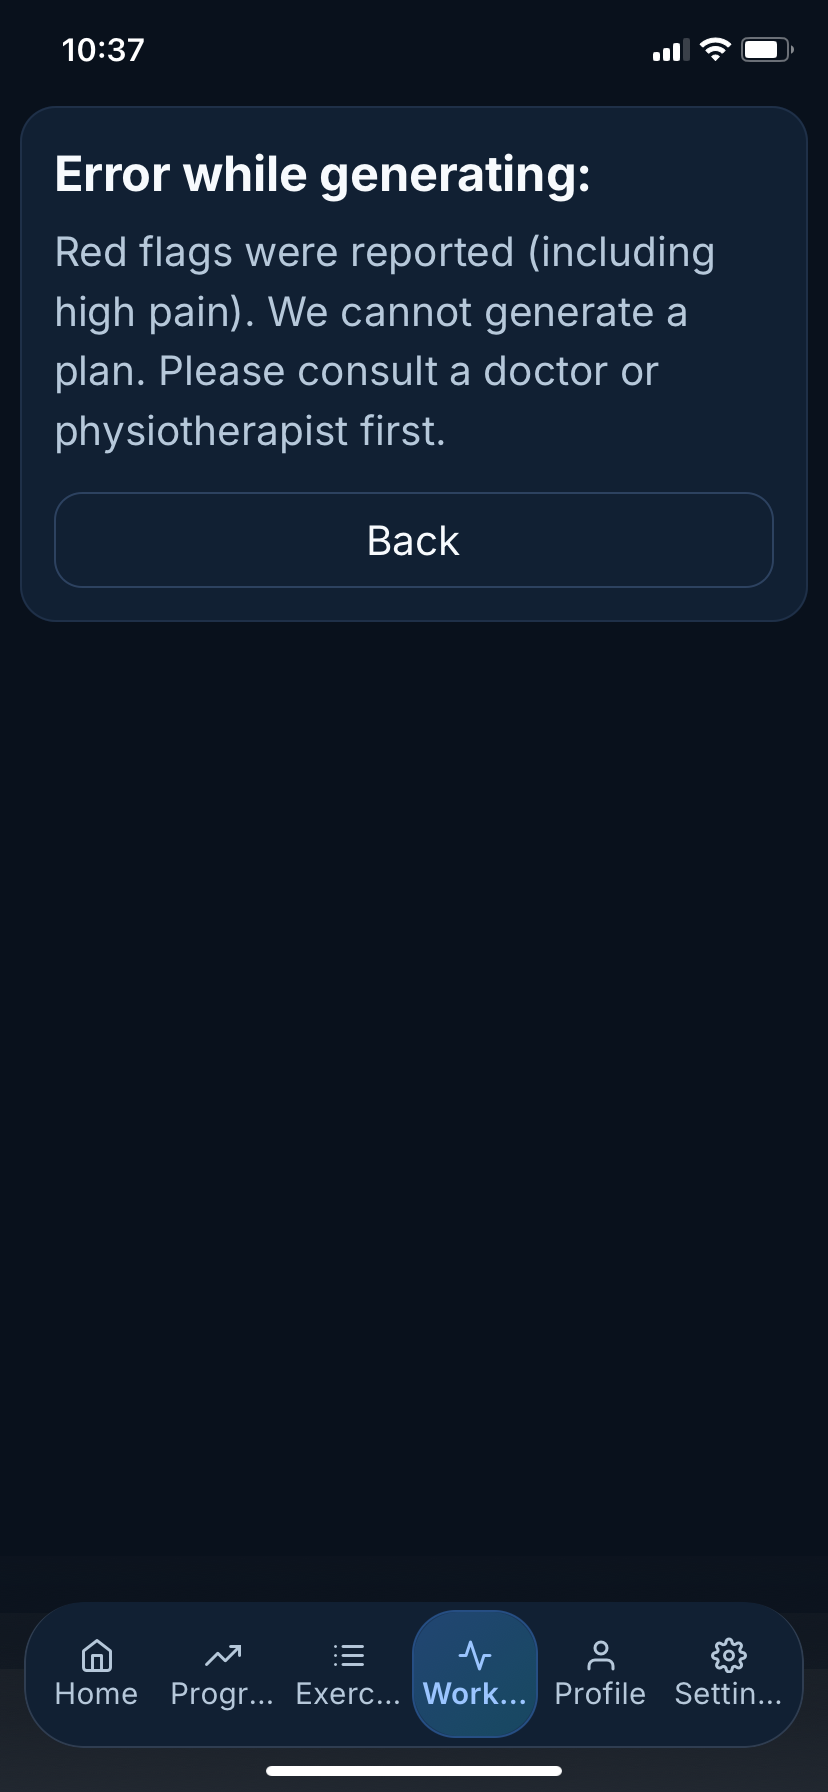 10:37
Error while generating:
Red flags were reported (including
high pain). We cannot generate a
plan. Please consult a doctor or
physiotherapist first.
Back
Home
Progr...
Exerc...
Work...
Profile
Settin...